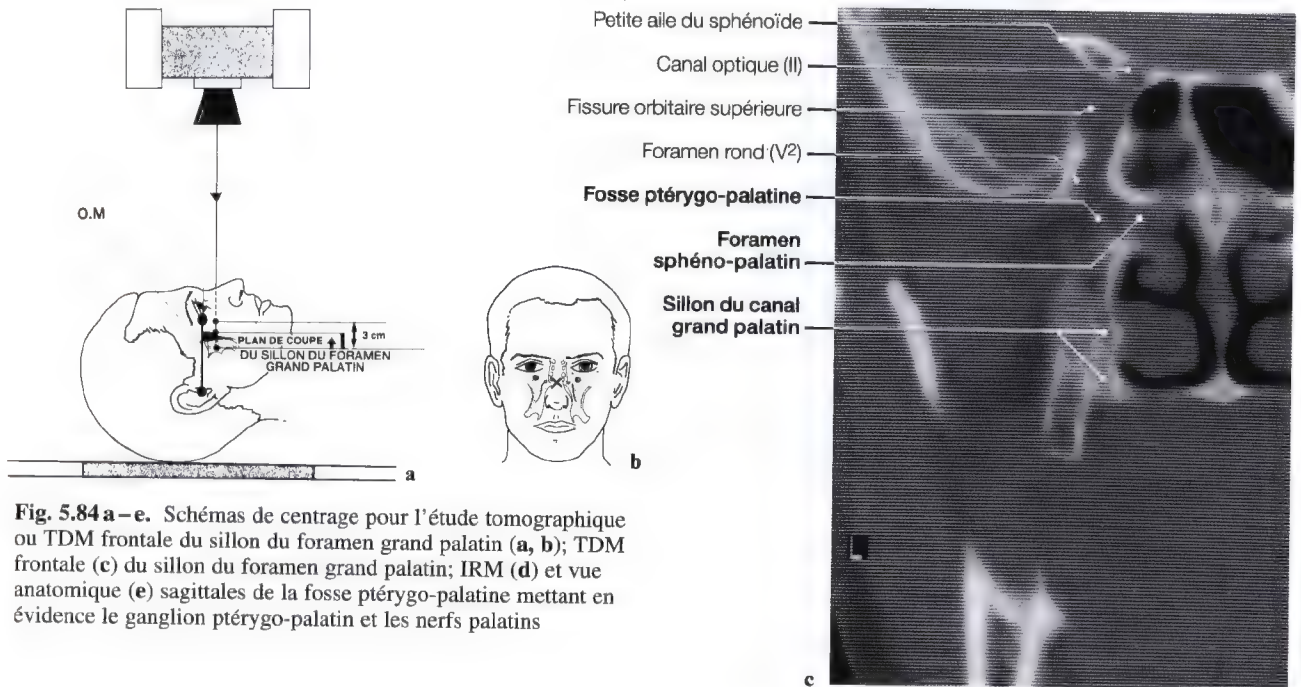 O.M
3 cm
PLAN DE COUPE
DU SILLON DU FORAMEN
GRAND PALATIN
a
b
Fig. 5.84 a–e. Schémas de centrage pour l'étude tomographique
ou TDM frontale du sillon du foramen grand palatin (a, b); TDM
frontale (c) du sillon du foramen grand palatin; IRM (d) et vue
anatomique (e) sagittales de la fosse ptérygo-palatine mettant en
évidence le ganglion ptérygo-palatin et les nerfs palatins
Petite aile du sphénoïde
Canal optique (II)
Fissure orbitaire supérieure
Foramen rond (V2)
Fosse ptérygo-palatine
Foramen
sphéno-palatin
Sillon du canal
grand palatin
c